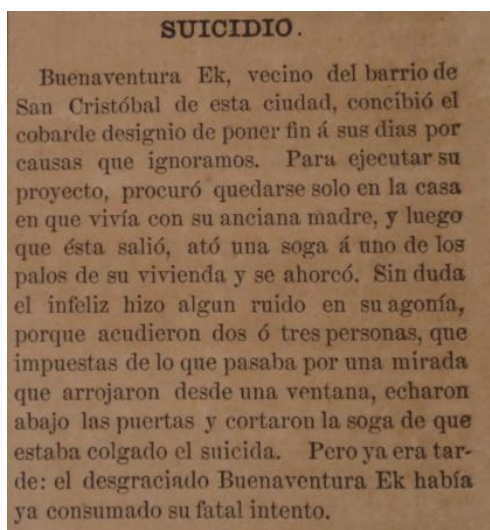 SUICIDIO.
Buenaventura Ek, vecino del barrio de
San Cristóbal de esta ciudad, concibió el
cobarde designio de poner fin á sus dias por
causas que ignoramos. Para ejecutar su
proyecto, procuró quedarse solo en la casa
en que vivía con su anciana madre, y luego
que ésta salió, ató una soga á uno de los
palos de su vivienda y se ahorcó. Sin duda
el infeliz hizo algun ruido en su agonía,
porque acudieron dos ó tres personas, que
impuestas de lo que pasaba por una mirada
que arrojaron desde una ventana, echaron
abajo las puertas y cortaron la soga de que
estaba colgado el suicida. Pero ya era tar-
de: el desgraciado Buenaventura Ek había
ya consumado su fatal intento.